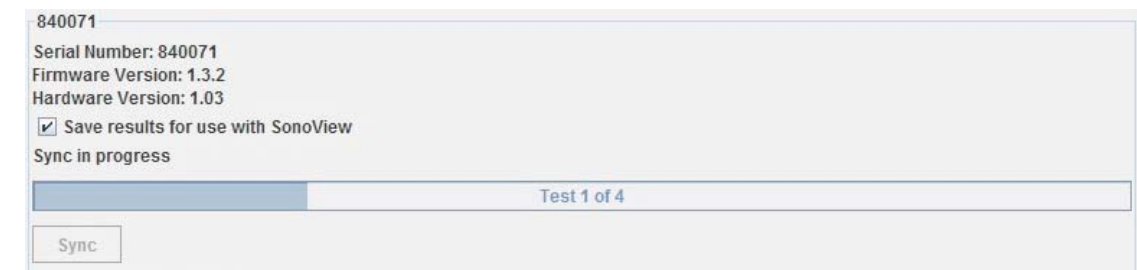 840071
Serial Number: 840071
Firmware Version: 1.3.2
Hardware Version: 1.03
Save results for use with SonoView
Sync in progress
Test 1 of 4
Sync